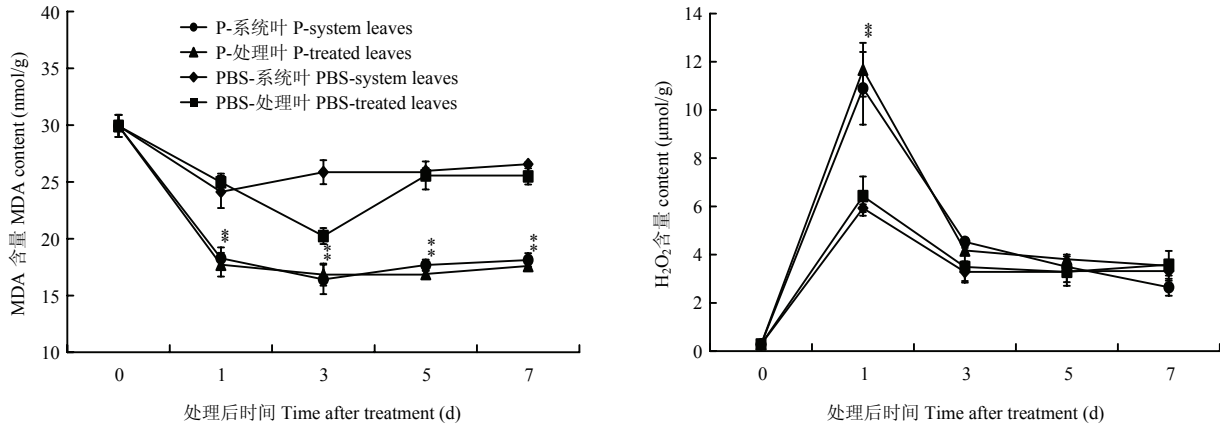 40
35
30
25
20
15
10
MDA 含量 MDA content (nmol/g)
P-系统叶 P-system leaves
P-处理叶 P-treated leaves
PBS-系统叶 PBS-system leaves
PBS-处理叶 PBS-treated leaves
**
**
**
**
0 1 3 5 7
处理后时间 Time after treatment (d)
14
12
10
8
6
4
2
0
H₂O₂含量 content (μmol/g)
**
0 1 3 5 7
处理后时间 Time after treatment (d)